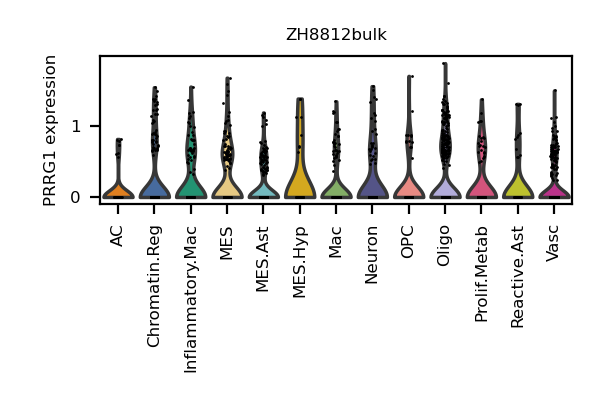 ZH8812bulk
PRRG1 expression
1
0
AC
Chromatin.Reg
Inflammatory.Mac
MES
MES.Ast
MES.Hyp
Mac
Neuron
OPC
Oligo
Prolif.Metab
Reactive.Ast
Vasc